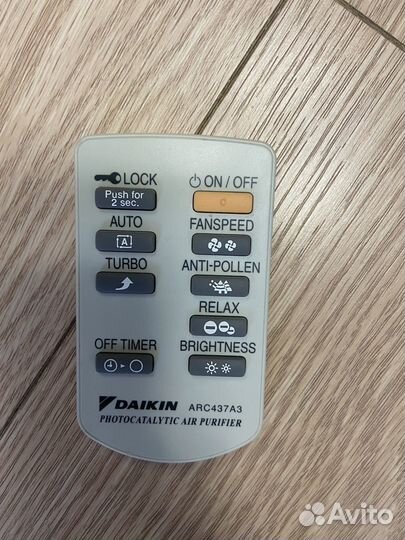 LOCK ON / OFF
Push for
2 sec.
AUTO FANSPEED
A
TURBO ANTI-POLLEN
RELAX
OFF TIMER BRIGHTNESS
DAIKIN ARC437A3
PHOTOCATALYTIC AIR PURIFIER
Avito